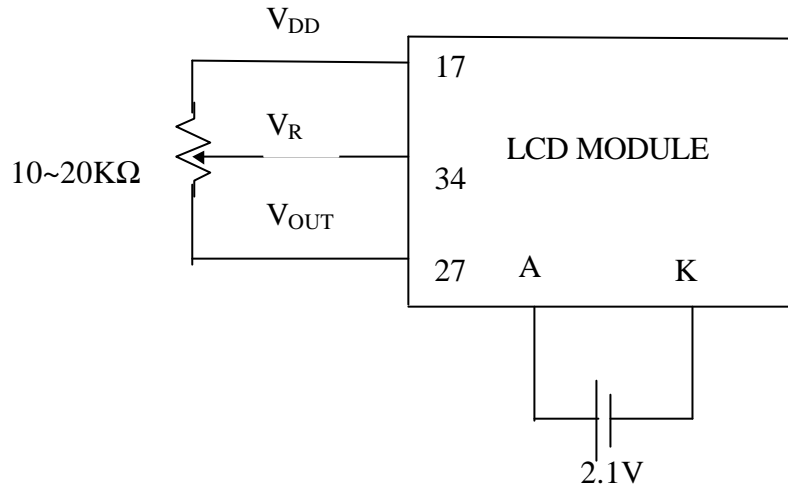 VDD
17
VR
LCD MODULE
10~20KΩ
34
VOUT
27
A
K
2.1V